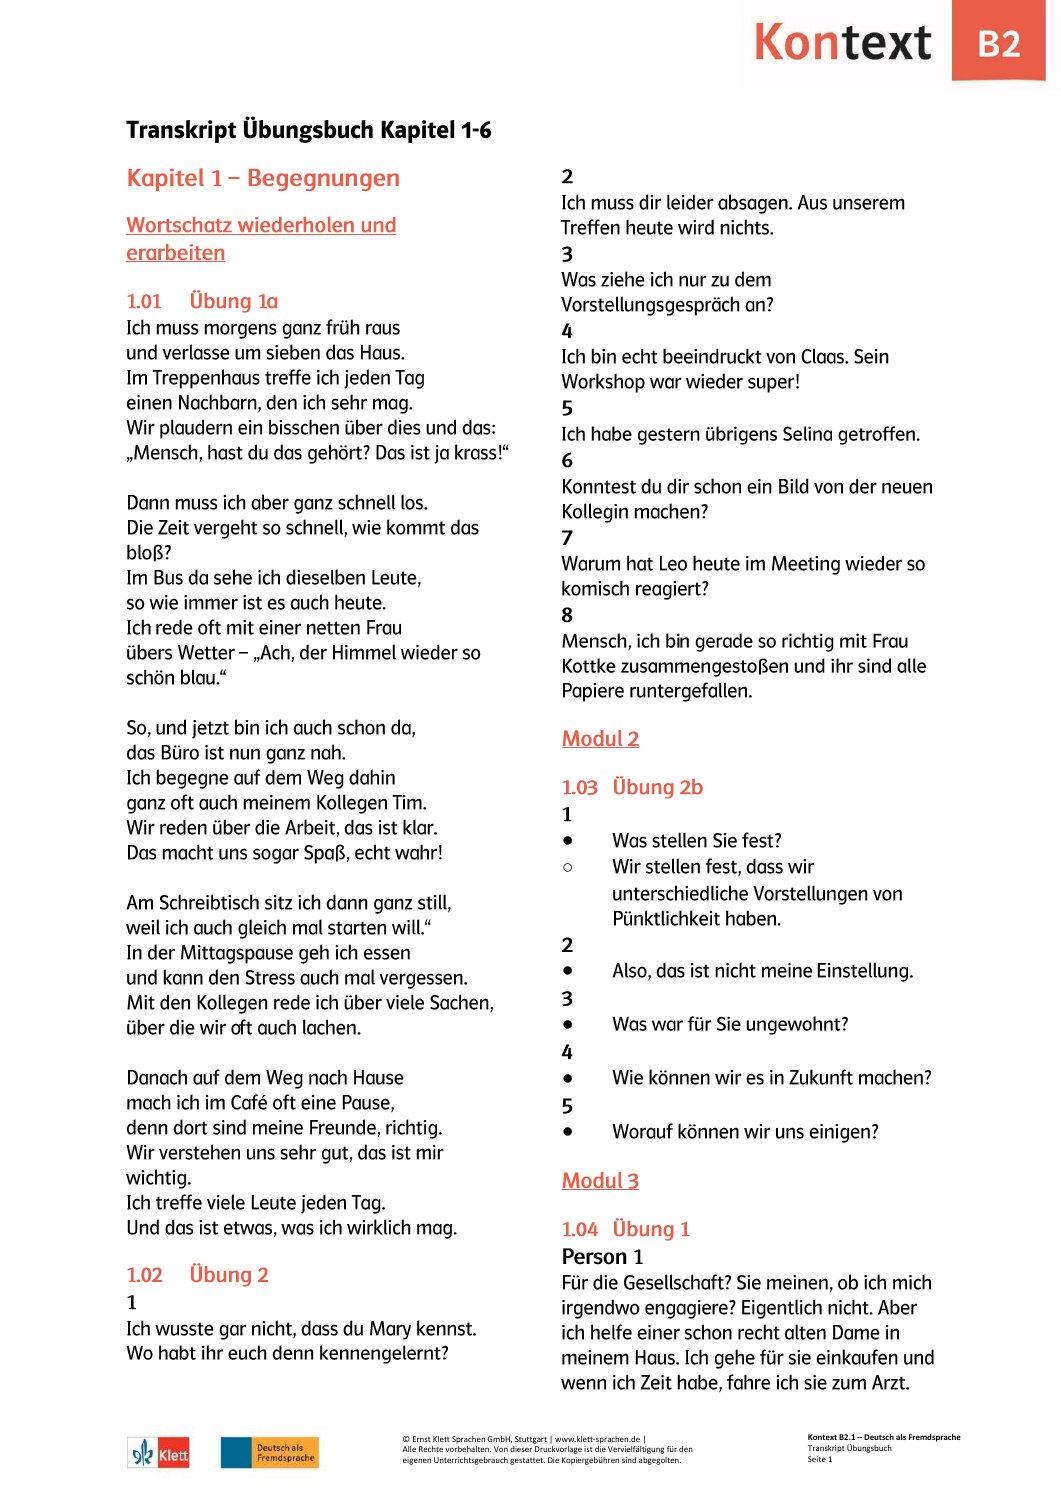 Kontext B2
Transkript Übungsbuch Kapitel 1-6
Kapitel 1 – Begegnungen
Wortschatz wiederholen und
erarbeiten
1.01 Übung 1a
Ich muss morgens ganz früh raus
und verlasse um sieben das Haus.
Im Treppenhaus treffe ich jeden Tag
einen Nachbarn, den ich sehr mag.
Wir plaudern ein bisschen über dies und das:
„Mensch, hast du das gehört? Das ist ja krass!“
Dann muss ich aber ganz schnell los.
Die Zeit vergeht so schnell, wie kommt das
bloß?
Im Bus da sehe ich dieselben Leute,
so wie immer ist es auch heute.
Ich rede oft mit einer netten Frau
übers Wetter – „Ach, der Himmel wieder so
schön blau.“
So, und jetzt bin ich auch schon da,
das Büro ist nun ganz nah.
Ich begegne auf dem Weg dahin
ganz oft auch meinem Kollegen Tim.
Wir reden über die Arbeit, das ist klar.
Das macht uns sogar Spaß, echt wahr!
Am Schreibtisch sitz ich dann ganz still,
weil ich auch gleich mal starten will.“
In der Mittagspause geh ich essen
und kann den Stress auch mal vergessen.
Mit den Kollegen rede ich über viele Sachen,
über die wir oft auch lachen.
Danach auf dem Weg nach Hause
mach ich im Café oft eine Pause,
denn dort sind meine Freunde, richtig.
Wir verstehen uns sehr gut, das ist mir
wichtig.
Ich treffe viele Leute jeden Tag.
Und das ist etwas, was ich wirklich mag.
1.02 Übung 2
1
Ich wusste gar nicht, dass du Mary kennst.
Wo habt ihr euch denn kennengelernt?
2
Ich muss dir leider absagen. Aus unserem
Treffen heute wird nichts.
3
Was ziehe ich nur zu dem
Vorstellungsgespräch an?
4
Ich bin echt beeindruckt von Claas. Sein
Workshop war wieder super!
5
Ich habe gestern übrigens Selina getroffen.
6
Konntest du dir schon ein Bild von der neuen
Kollegin machen?
7
Warum hat Leo heute im Meeting wieder so
komisch reagiert?
8
Mensch, ich bin gerade so richtig mit Frau
Kottke zusammengestoßen und ihr sind alle
Papiere runtergefallen.
Modul 2
1.03 Übung 2b
1
● Was stellen Sie fest?
○ Wir stellen fest, dass wir
unterschiedliche Vorstellungen von
Pünktlichkeit haben.
2
● Also, das ist nicht meine Einstellung.
3
● Was war für Sie ungewohnt?
4
● Wie können wir es in Zukunft machen?
5
● Worauf können wir uns einigen?
Modul 3
1.04 Übung 1
Person 1
Für die Gesellschaft? Sie meinen, ob ich mich
irgendwo engagiere? Eigentlich nicht. Aber
ich helfe einer schon recht alten Dame in
meinem Haus. Ich gehe für sie einkaufen und
wenn ich Zeit habe, fahre ich sie zum Arzt.
Klett
Deutsch als
Fremdsprache
© Ernst Klett Sprachen GmbH, Stuttgart | www.klett-sprachen.de |
Alle Rechte vorbehalten. Von dieser Druckvorlage ist die Vervielfältigung für den
eigenen Unterrichtsgebrauch gestattet. Die Kopiergebühren sind abgegolten.
Kontext B2.1 – Deutsch als Fremdsprache
Transkript Übungsbuch
Seite 1